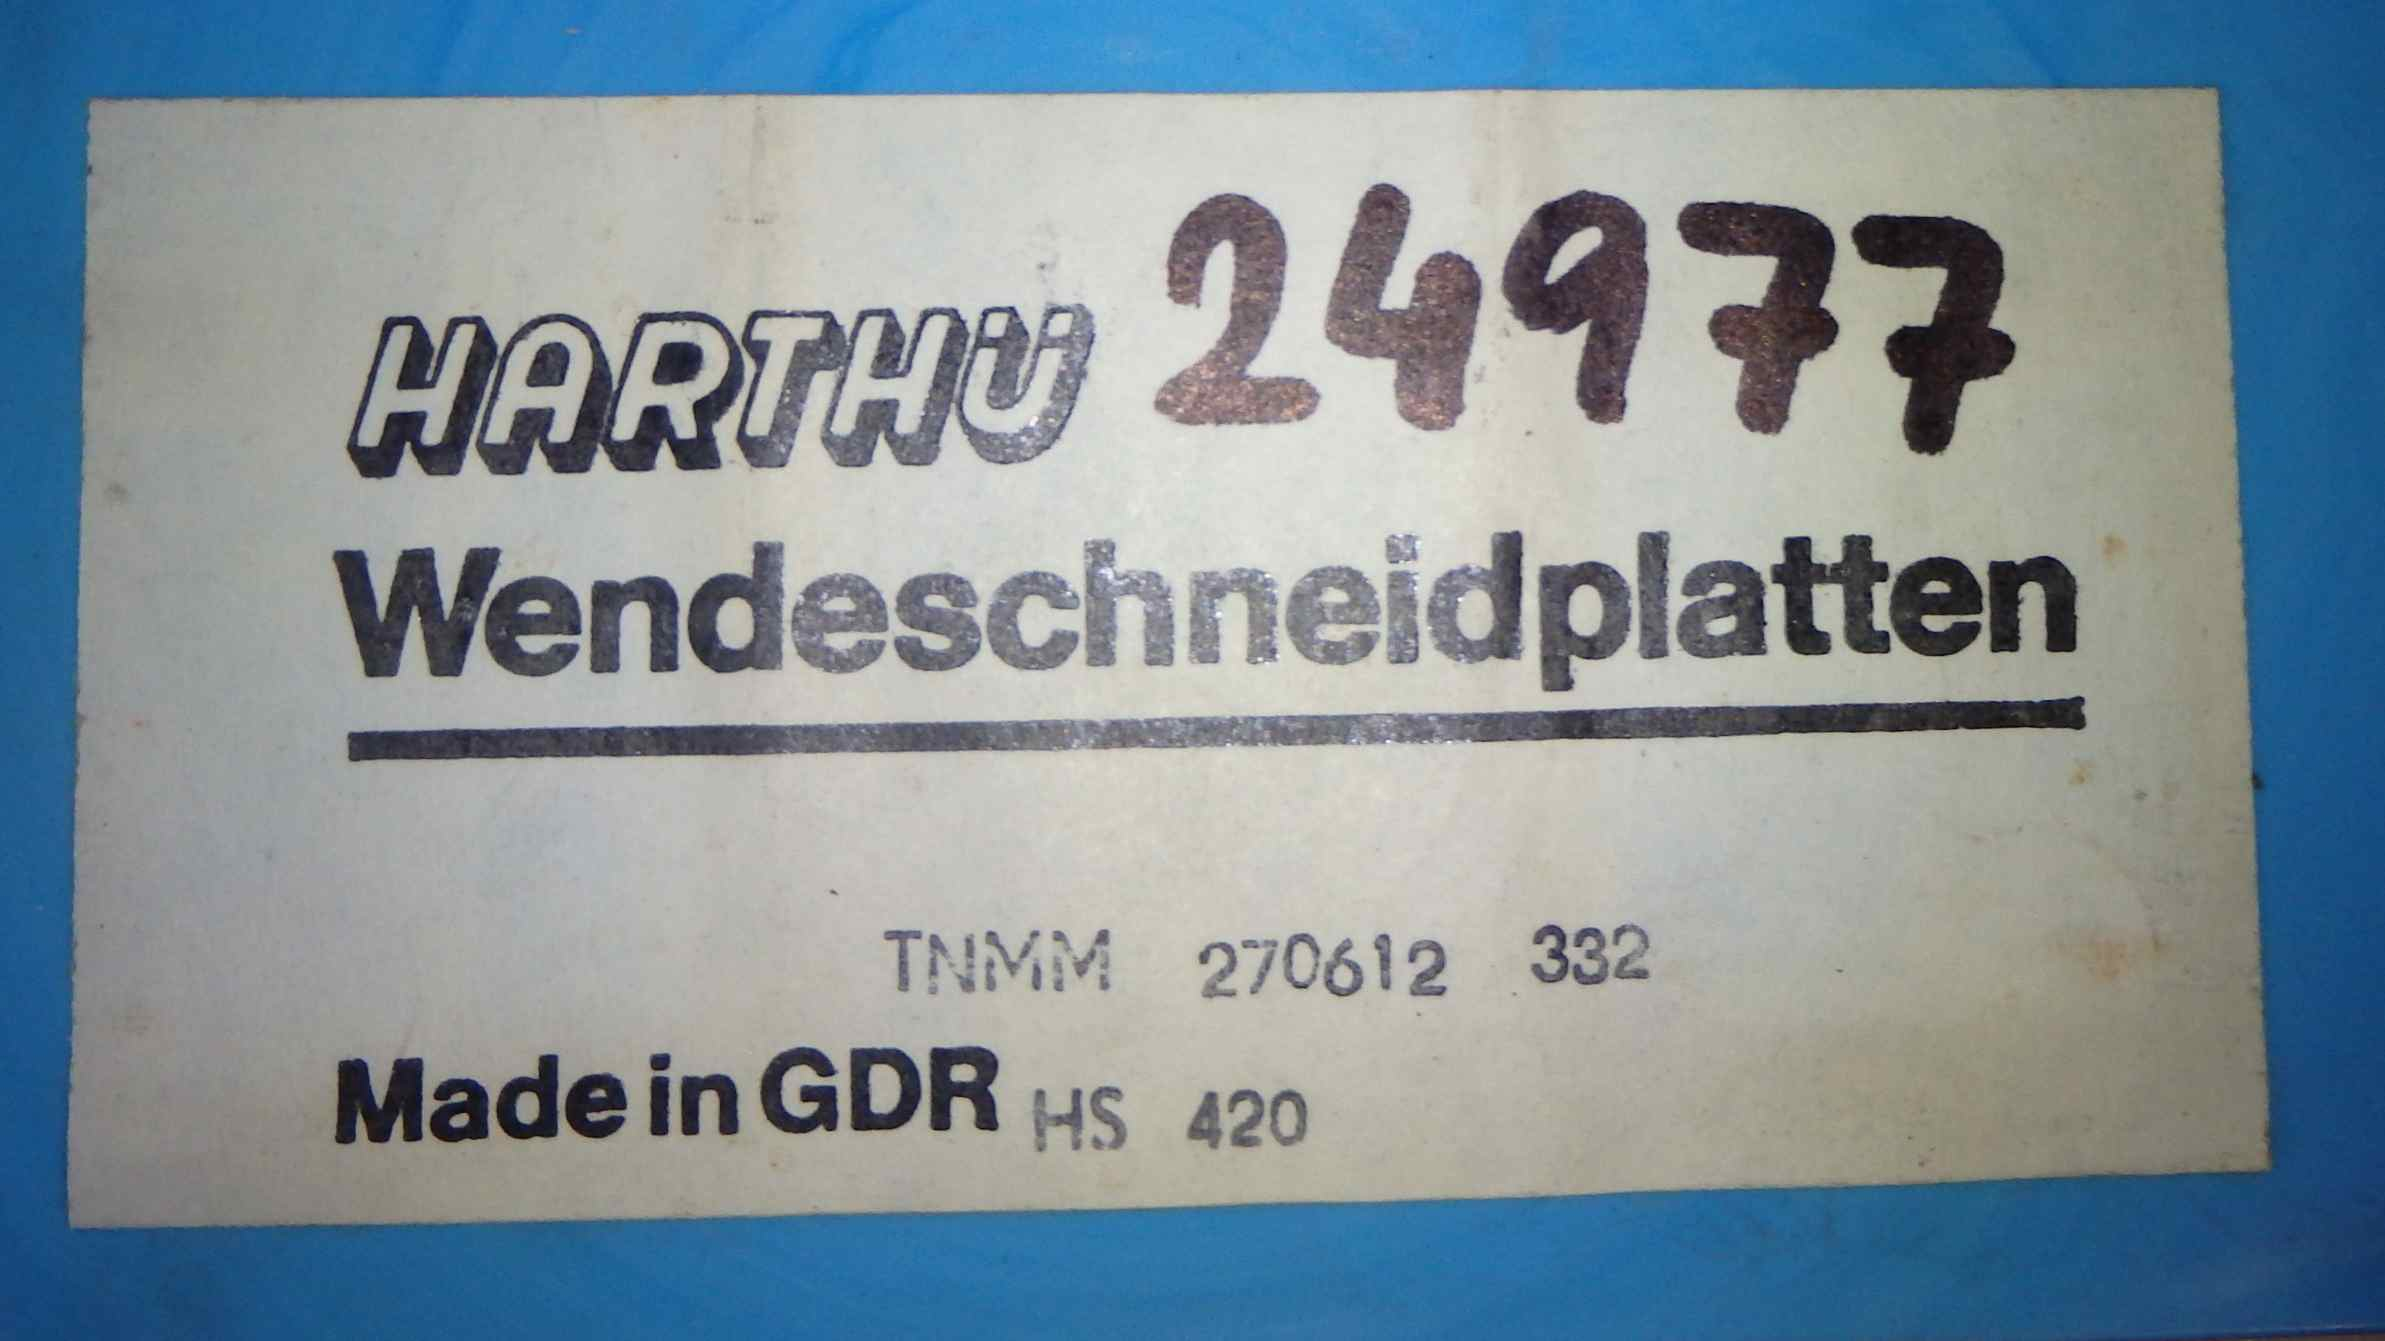 HARTHÜ 24977
Wendeschneidplatten
TNMM 270612 332
Made in GDR HS 420